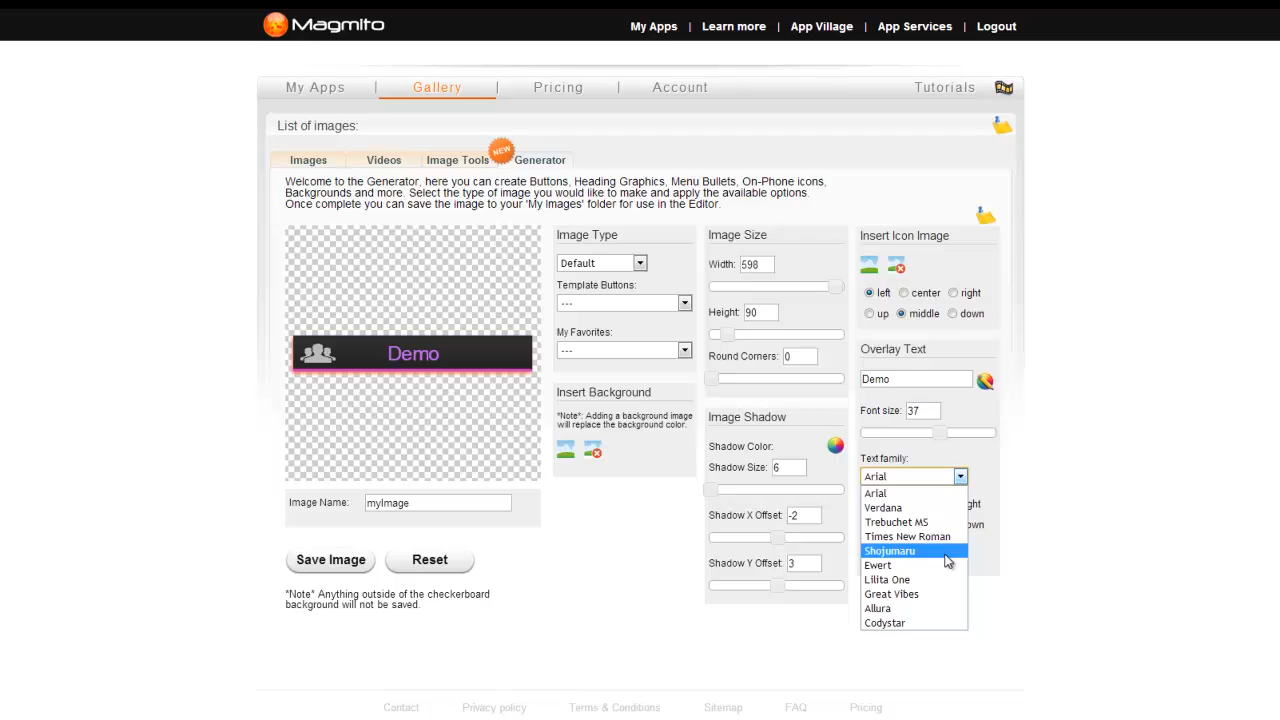 Magmito
My Apps | Learn more | App Village | App Services | Logout
My Apps | Gallery | Pricing | Account
Tutorials
List of images:
Images
Videos
Image Tools
NEW
Generator
Welcome to the Generator, here you can create Buttons, Heading Graphics, Menu Bullets, On-Phone icons,
Backgrounds and more. Select the type of image you would like to make and apply the available options.
Once complete you can save the image to your 'My Images' folder for use in the Editor.
Demo
Image Name: myImage
Save Image
Reset
*Note* Anything outside of the checkerboard
background will not be saved.
Image Type
Default
Template Buttons:
---
My Favorites:
---
Insert Background
*Note*: Adding a background image
will replace the background color.
Image Size
Width: 598
Height: 90
Round Corners: 0
Image Shadow
Shadow Color:
Shadow Size: 6
Shadow X Offset: -2
Shadow Y Offset: 3
Insert Icon Image
left center right
up middle down
Overlay Text
Demo
Font size: 37
Text family:
Arial
Arial
Verdana
Trebuchet MS
Times New Roman
Shojumaru
Ewert
Lilita One
Great Vibes
Allura
Codystar
Contact
Privacy policy
Terms & Conditions
Sitemap
FAQ
Pricing